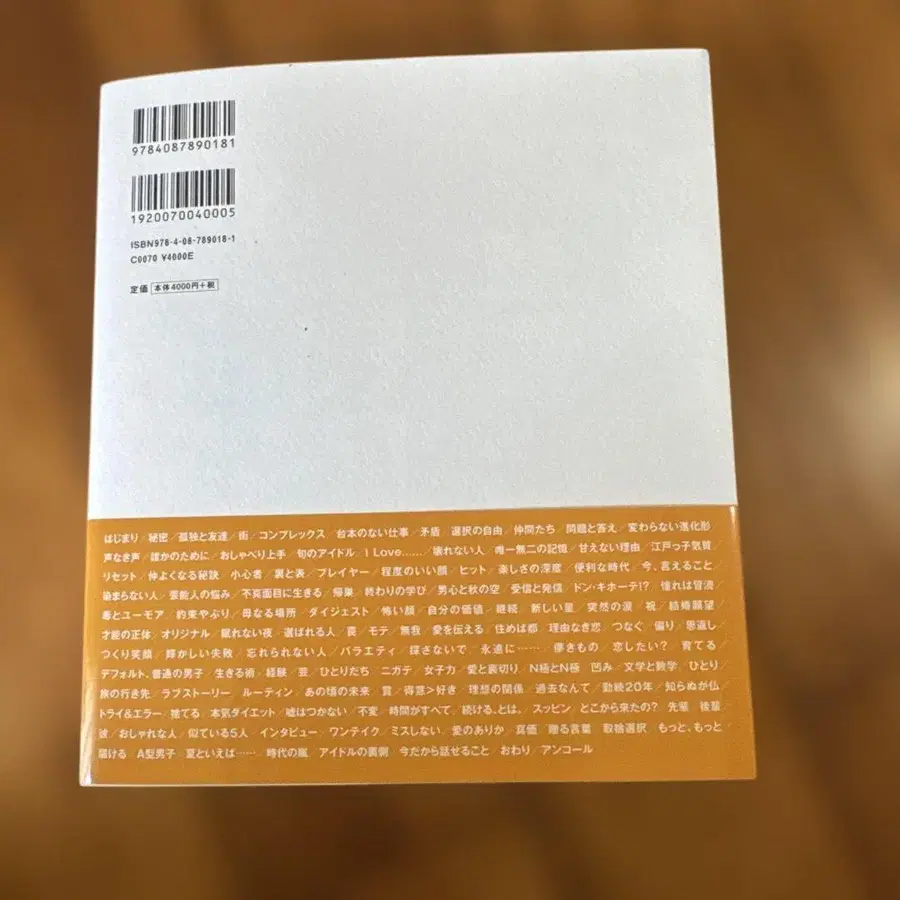 9784087890181
1920070040005
ISBN978-4-08-789018-1
C0070 ¥4000E
定価 本体4000円+税
はじまり/秘密/孤独と友達/街/コンプレックス/台本のない仕事/矛盾/選択の自由/仲間たち/問題と答え/変わらない進化形
声なき声/誰かのために/おしゃべり上手/旬のアイドル/I Love……/壊れない人/唯一無二の記憶/甘えない理由/江戸っ子気質
リセット/仲よくなる秘訣/小心者/裏と表/プレイヤー/程度のいい顔/ヒット/楽しさの深度/便利な時代/今、言えること
染まらない人/芸能人の悩み/不真面目に生きる/帰巣/終わりの学び/男心と秋の空/受信と発信/ドン・キホーテ!?/憧れは冒険
毒とユーモア/約束やぶり/母なる場所/ダイジェスト/怖い顔/自分の価値/継続/新しい星/突然の涙/祝/結婚願望
才能の正体/オリジナル/眠れない夜/選ばれる人/罠/モテ/無我/愛を伝える/住めば都/理由なき恋/つなぐ/偏り/恩返し
つくり笑顔/輝かしい失敗/忘れられない人/バラエティ/探さないで/永遠に……/儚きもの/恋したい?/育てる
デフォルト、普通の男子/生きる術/経験/芸/ひとりだち/ニガテ/女子力/愛と裏切り/N極とN極/凹み/文学と数学/ひとり
旅の行き先/ラブストーリー/ルーティン/あの頃の未来/賞/得意>好き/理想の関係/過去なんて/勤続20年/知らぬが仏
トライ&エラー/捨てる/本気ダイエット/嘘はつかない/不変/時間がすべて/続ける、とは。/スッピン/どこから来たの?/先輩/後輩
彼/おしゃれな人/似ている5人/インタビュー/ワンテイク/ミスしない/愛のありか/真価/贈る言葉/取捨選択/もっと、もっと
届ける/A型男子/夏といえば……/時代の嵐/アイドルの裏側/今だから話せること/おわり/アンコール